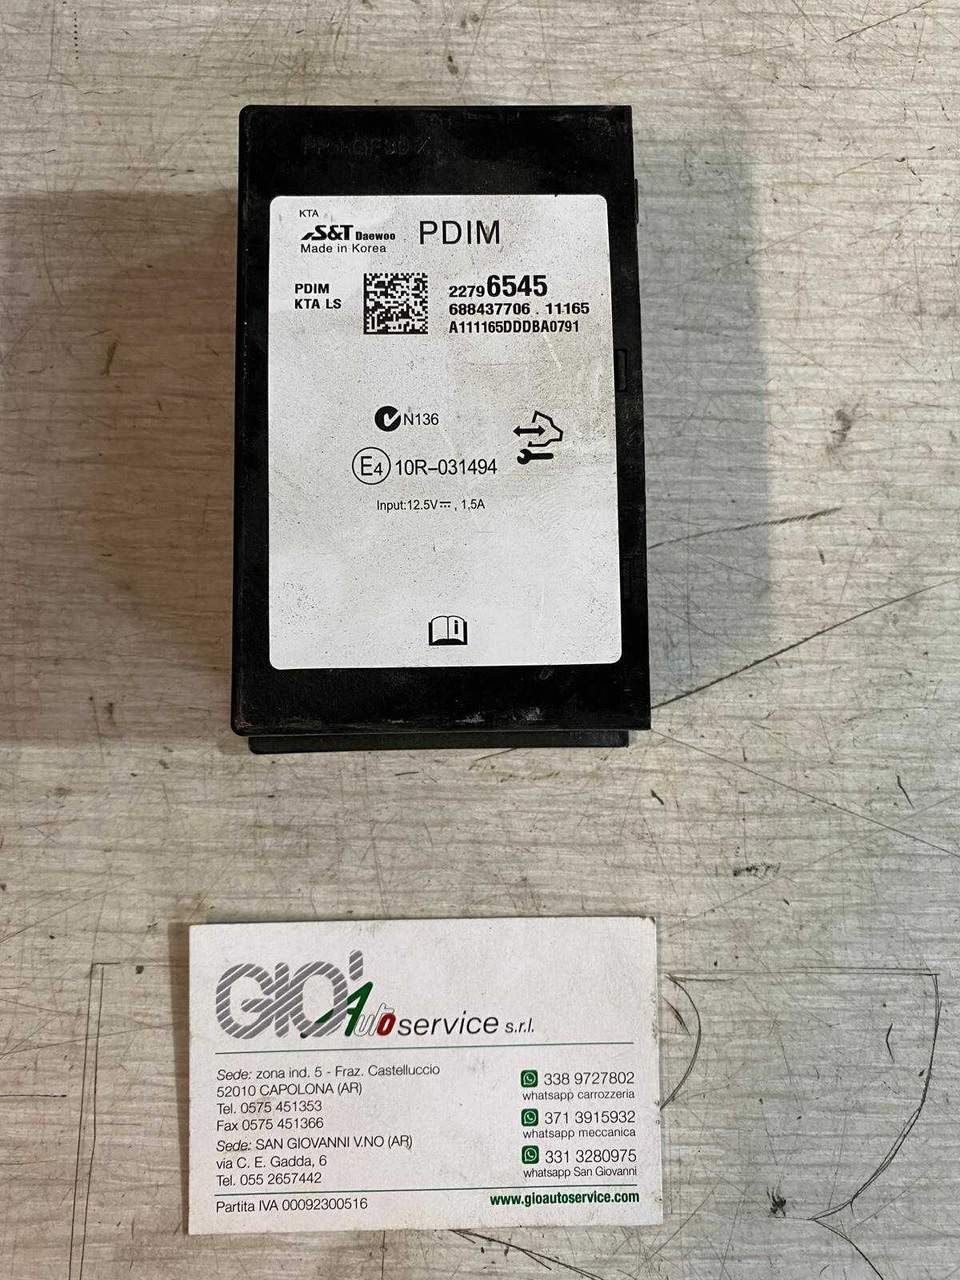 KTA
S&T Daewoo PDIM
Made in Korea
PDIM
KTA LS
22796545
688437706 . 11165
A111165DDDBA0791
N136
E4 10R-031494
Input:12.5V⎓, 1.5A
i
GIO' Auto service s.r.l.
Sede: zona ind. 5 - Fraz. Castelluccio
52010 CAPOLONA (AR)
Tel. 0575 451353
Fax 0575 451366
Sede: SAN GIOVANNI V.NO (AR)
via C. E. Gadda, 6
Tel. 055 2657442
338 9727802
whatsapp carrozzeria
371 3915932
whatsapp meccanica
331 3280975
whatsapp San Giovanni
Partita IVA 00092300516
www.gioautoservice.com